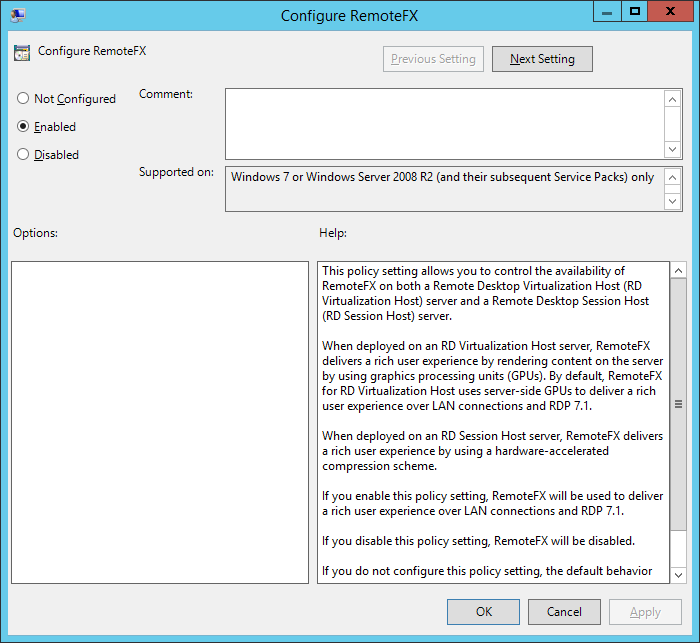 Configure RemoteFX
Configure RemoteFX
Previous Setting
Next Setting
Not Configured
Comment:
Enabled
Disabled
Supported on:
Windows 7 or Windows Server 2008 R2 (and their subsequent Service Packs) only
Options:
Help:
This policy setting allows you to control the availability of
RemoteFX on both a Remote Desktop Virtualization Host (RD
Virtualization Host) server and a Remote Desktop Session Host
(RD Session Host) server.
When deployed on an RD Virtualization Host server, RemoteFX
delivers a rich user experience by rendering content on the server
by using graphics processing units (GPUs). By default, RemoteFX
for RD Virtualization Host uses server-side GPUs to deliver a rich
user experience over LAN connections and RDP 7.1.
When deployed on an RD Session Host server, RemoteFX delivers
a rich user experience by using a hardware-accelerated
compression scheme.
If you enable this policy setting, RemoteFX will be used to deliver
a rich user experience over LAN connections and RDP 7.1.
If you disable this policy setting, RemoteFX will be disabled.
If you do not configure this policy setting, the default behavior
OK
Cancel
Apply